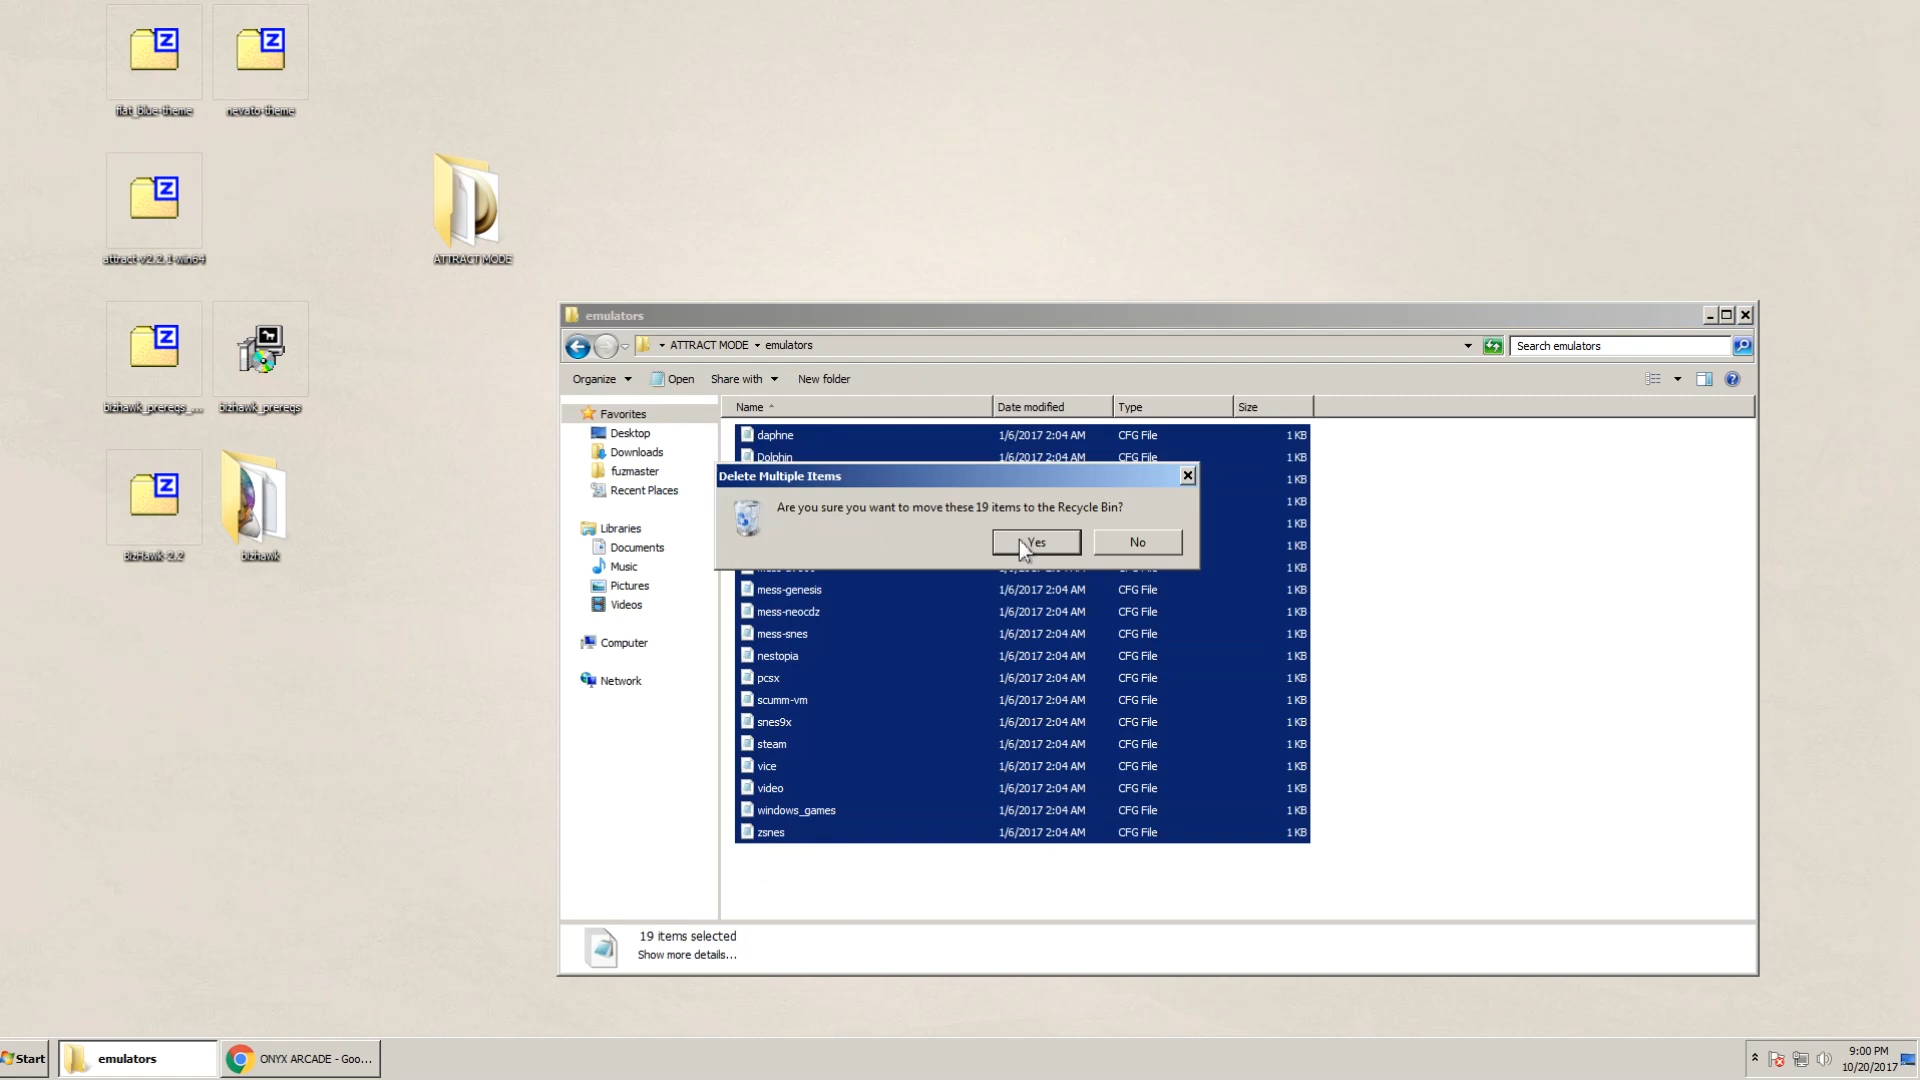 flat_blue-theme
nevato-theme
attract-v2.2.1-win64
ATTRACT MODE
bizhawk_prereqs_...
bizhawk_prereqs
BizHawk-2.2
bizhawk
emulators
ATTRACT MODE
emulators
Search emulators
Organize
Open
Share with
New folder
Favorites
Desktop
Downloads
fuzmaster
Recent Places
Libraries
Documents
Music
Pictures
Videos
Computer
Network
Name
Date modified
Type
Size
daphne 1/6/2017 2:04 AM CFG File 1 KB
Dolphin 1/6/2017 2:04 AM CFG File 1 KB
1 KB
1 KB
1 KB
1 KB
1 KB
Delete Multiple Items
Are you sure you want to move these 19 items to the Recycle Bin?
Yes
No
1/6/2017 2:04 AM CFG File
mess-genesis 1/6/2017 2:04 AM CFG File 1 KB
mess-neocdz 1/6/2017 2:04 AM CFG File 1 KB
mess-snes 1/6/2017 2:04 AM CFG File 1 KB
nestopia 1/6/2017 2:04 AM CFG File 1 KB
pcsx 1/6/2017 2:04 AM CFG File 1 KB
scumm-vm 1/6/2017 2:04 AM CFG File 1 KB
snes9x 1/6/2017 2:04 AM CFG File 1 KB
steam 1/6/2017 2:04 AM CFG File 1 KB
vice 1/6/2017 2:04 AM CFG File 1 KB
video 1/6/2017 2:04 AM CFG File 1 KB
windows_games 1/6/2017 2:04 AM CFG File 1 KB
zsnes 1/6/2017 2:04 AM CFG File 1 KB
19 items selected
Show more details...
Start
emulators
ONYX ARCADE - Goo...
9:00 PM
10/20/2017